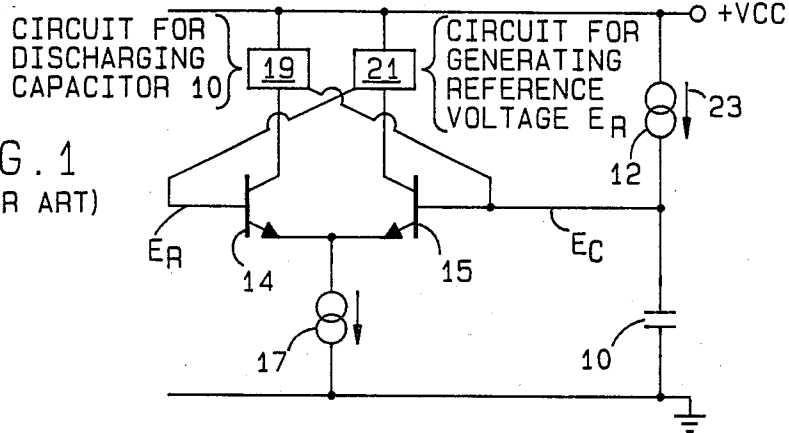 CIRCUIT FOR
DISCHARGING
CAPACITOR 10
19
21
CIRCUIT FOR
GENERATING
REFERENCE
VOLTAGE ER
+VCC
23
12
G.1
R ART)
ER
14
15
EC
17
10